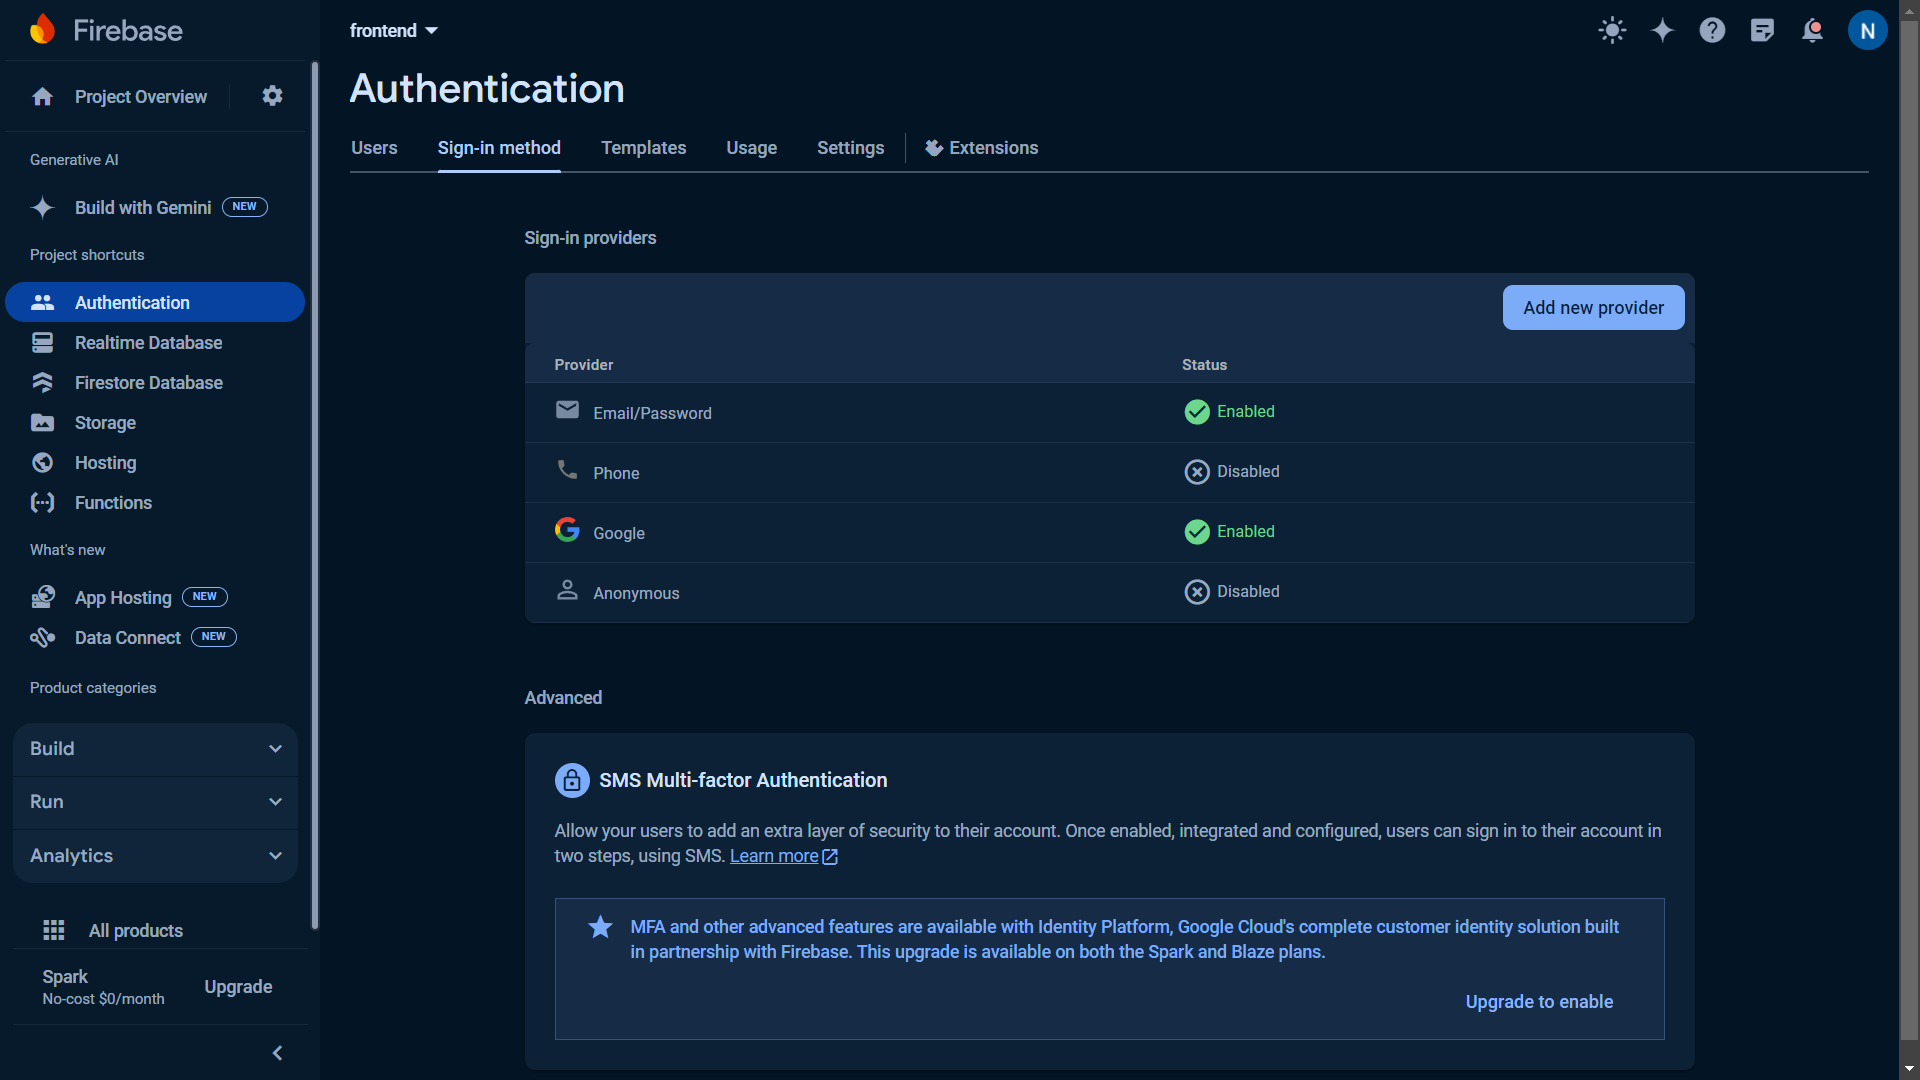 Firebase
Project Overview
Generative AI
Build with Gemini NEW
Project shortcuts
Authentication
Realtime Database
Firestore Database
Storage
Hosting
Functions
What's new
App Hosting NEW
Data Connect NEW
Product categories
Build
Run
Analytics
All products
Spark
No-cost $0/month
Upgrade
frontend
N
Authentication
Users Sign-in method Templates Usage Settings Extensions
Sign-in providers
Add new provider
Provider Status
Email/Password Enabled
Phone Disabled
Google Enabled
Anonymous Disabled
Advanced
SMS Multi-factor Authentication
Allow your users to add an extra layer of security to their account. Once enabled, integrated and configured, users can sign in to their account in
two steps, using SMS. Learn more
MFA and other advanced features are available with Identity Platform, Google Cloud's complete customer identity solution built
in partnership with Firebase. This upgrade is available on both the Spark and Blaze plans.
Upgrade to enable